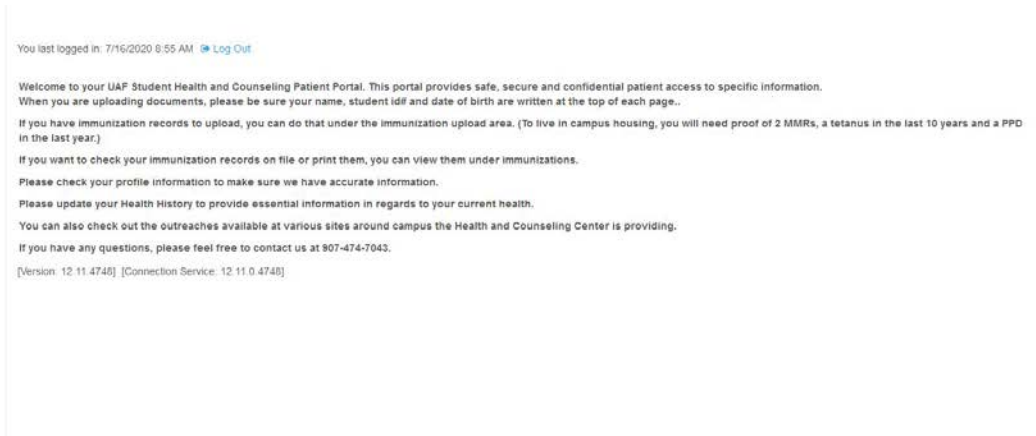 You last logged in: 7/16/2020 8:55 AM Log Out
Welcome to your UAF Student Health and Counseling Patient Portal. This portal provides safe, secure and confidential patient access to specific information.
When you are uploading documents, please be sure your name, student id# and date of birth are written at the top of each page..
If you have immunization records to upload, you can do that under the immunization upload area. (To live in campus housing, you will need proof of 2 MMRs, a tetanus in the last 10 years and a PPD
in the last year.)
If you want to check your immunization records on file or print them, you can view them under immunizations.
Please check your profile information to make sure we have accurate information.
Please update your Health History to provide essential information in regards to your current health.
You can also check out the outreaches available at various sites around campus the Health and Counseling Center is providing.
If you have any questions, please feel free to contact us at 907-474-7043.
[Version: 12.11.4748] [Connection Service: 12.11.0.4748]